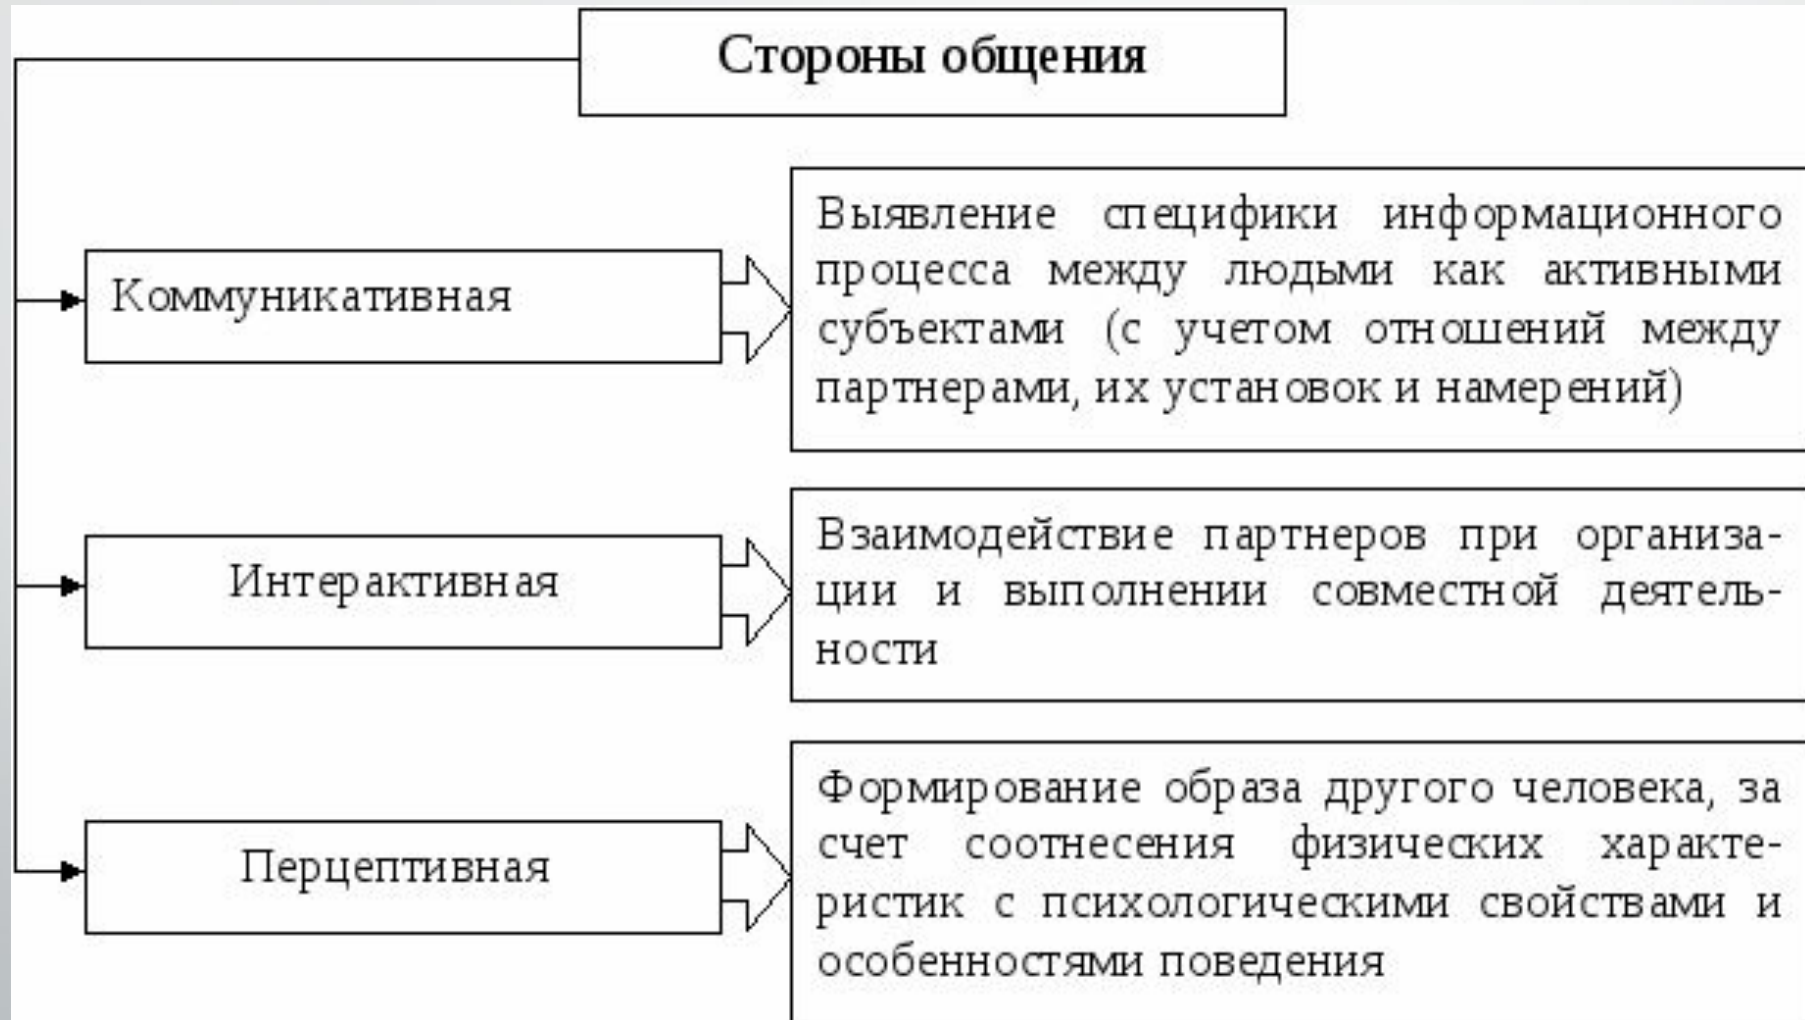 Стороны общения
Коммуникативная
Выявление специфики информационного
процесса между людьми как активными
субъектами (с учетом отношений между
партнерами, их установок и намерений)
Интерактивная
Взаимодействие партнеров при организа-
ции и выполнении совместной деятель-
ности
Перцептивная
Формирование образа другого человека, за
счет соотнесения физических характе-
ристик с психологическими свойствами и
особенностями поведения